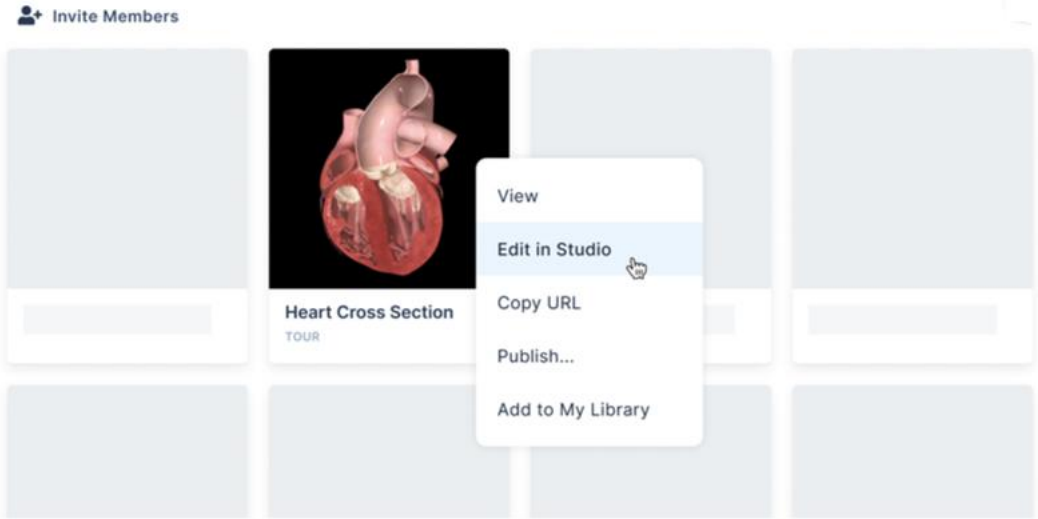 Invite Members
View
Edit in Studio
Copy URL
Heart Cross Section
TOUR
Publish...
Add to My Library